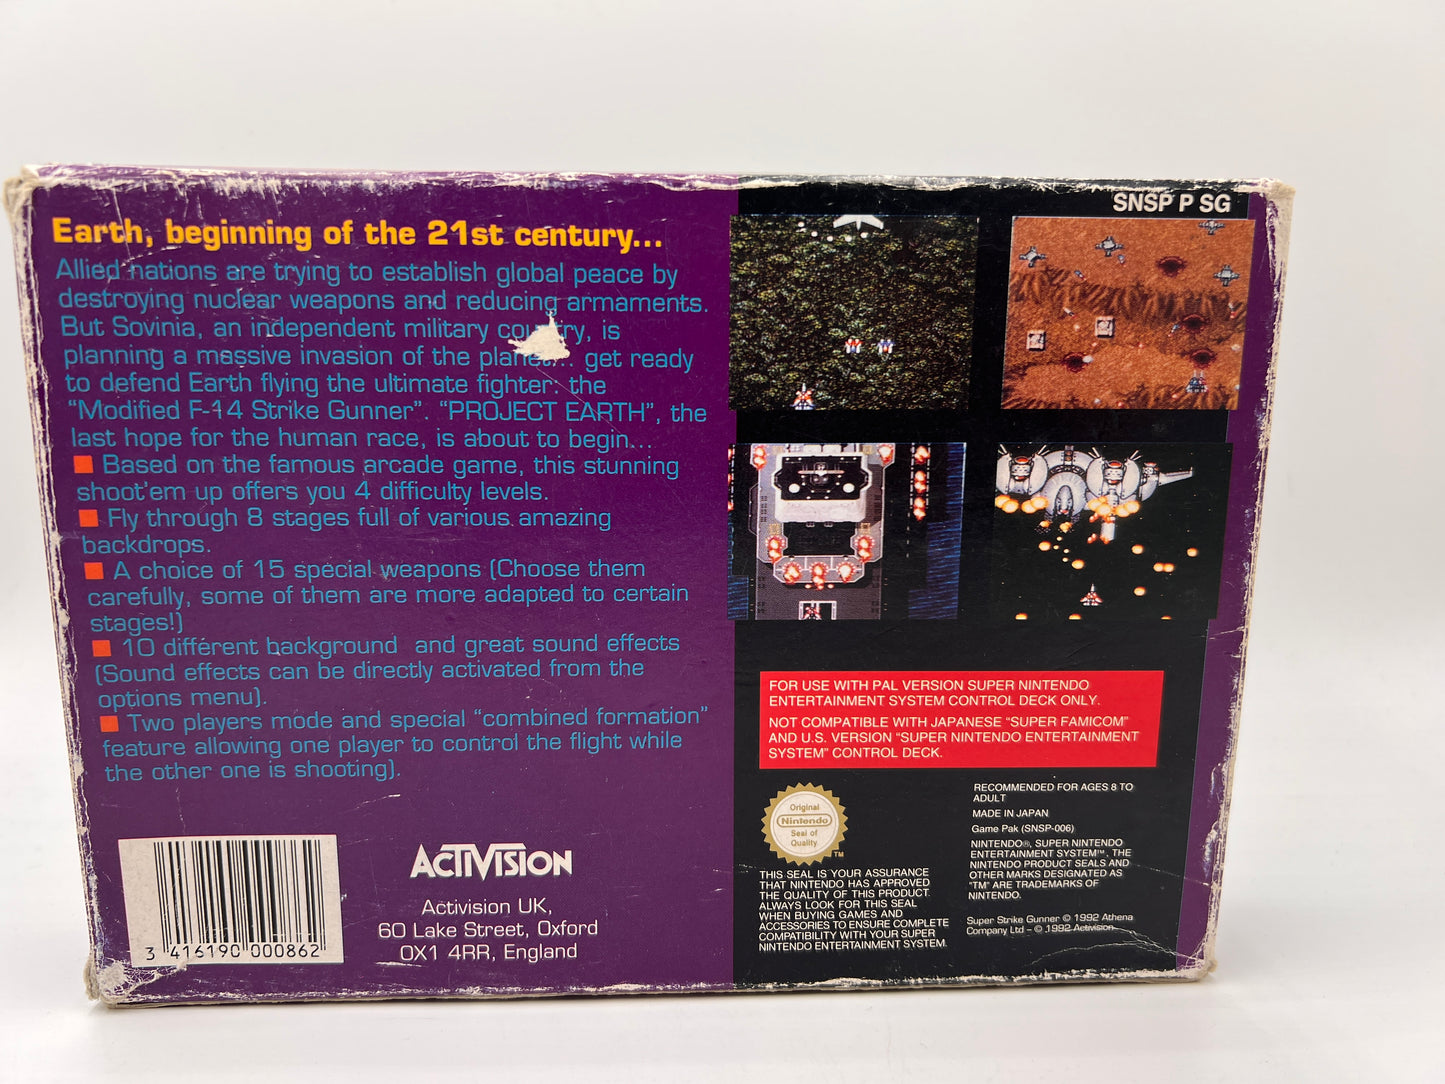 Earth, beginning of the 21st century...
Allied nations are trying to establish global peace by
destroying nuclear weapons and reducing armaments.
But Sovinia, an independent military country, is
planning a massive invasion of the planet... get ready
to defend Earth flying the ultimate fighter: the
"Modified F-14 Strike Gunner". "PROJECT EARTH", the
last hope for the human race, is about to begin...
Based on the famous arcade game, this stunning
shoot'em up offers you 4 difficulty levels.
Fly through 8 stages full of various amazing
backdrops.
A choice of 15 special weapons (Choose them
carefully, some of them are more adapted to certain
stages!)
10 different background and great sound effects
(Sound effects can be directly activated from the
options menu).
Two players mode and special "combined formation"
feature allowing one player to control the flight while
the other one is shooting).
3 416190 000862
ACTIVISION
Activision UK,
60 Lake Street, Oxford
OX1 4RR, England
SNSP P SG
FOR USE WITH PAL VERSION SUPER NINTENDO
ENTERTAINMENT SYSTEM CONTROL DECK ONLY.
NOT COMPATIBLE WITH JAPANESE "SUPER FAMICOM"
AND U.S. VERSION "SUPER NINTENDO ENTERTAINMENT
SYSTEM" CONTROL DECK.
Original
Nintendo
Seal of
Quality
TM
THIS SEAL IS YOUR ASSURANCE
THAT NINTENDO HAS APPROVED
THE QUALITY OF THIS PRODUCT.
ALWAYS LOOK FOR THIS SEAL
WHEN BUYING GAMES AND
ACCESSORIES TO ENSURE COMPLETE
COMPATIBILITY WITH YOUR SUPER
NINTENDO ENTERTAINMENT SYSTEM.
RECOMMENDED FOR AGES 8 TO
ADULT
MADE IN JAPAN
Game Pak (SNSP-006)
NINTENDO®, SUPER NINTENDO
ENTERTAINMENT SYSTEM™, THE
NINTENDO PRODUCT SEALS AND
OTHER MARKS DESIGNATED AS
"TM" ARE TRADEMARKS OF
NINTENDO.
Super Strike Gunner © 1992 Athena
Company Ltd - © 1992 Activision